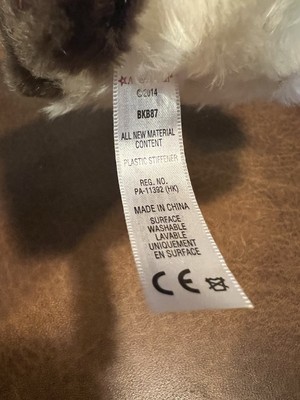 ©2014
BKB87
ALL NEW MATERIAL
CONTENT
PLASTIC STIFFENER
REG. NO.
PA-11392 (HK)
MADE IN CHINA
SURFACE
WASHABLE
LAVABLE
UNIQUEMENT
EN SURFACE
CE